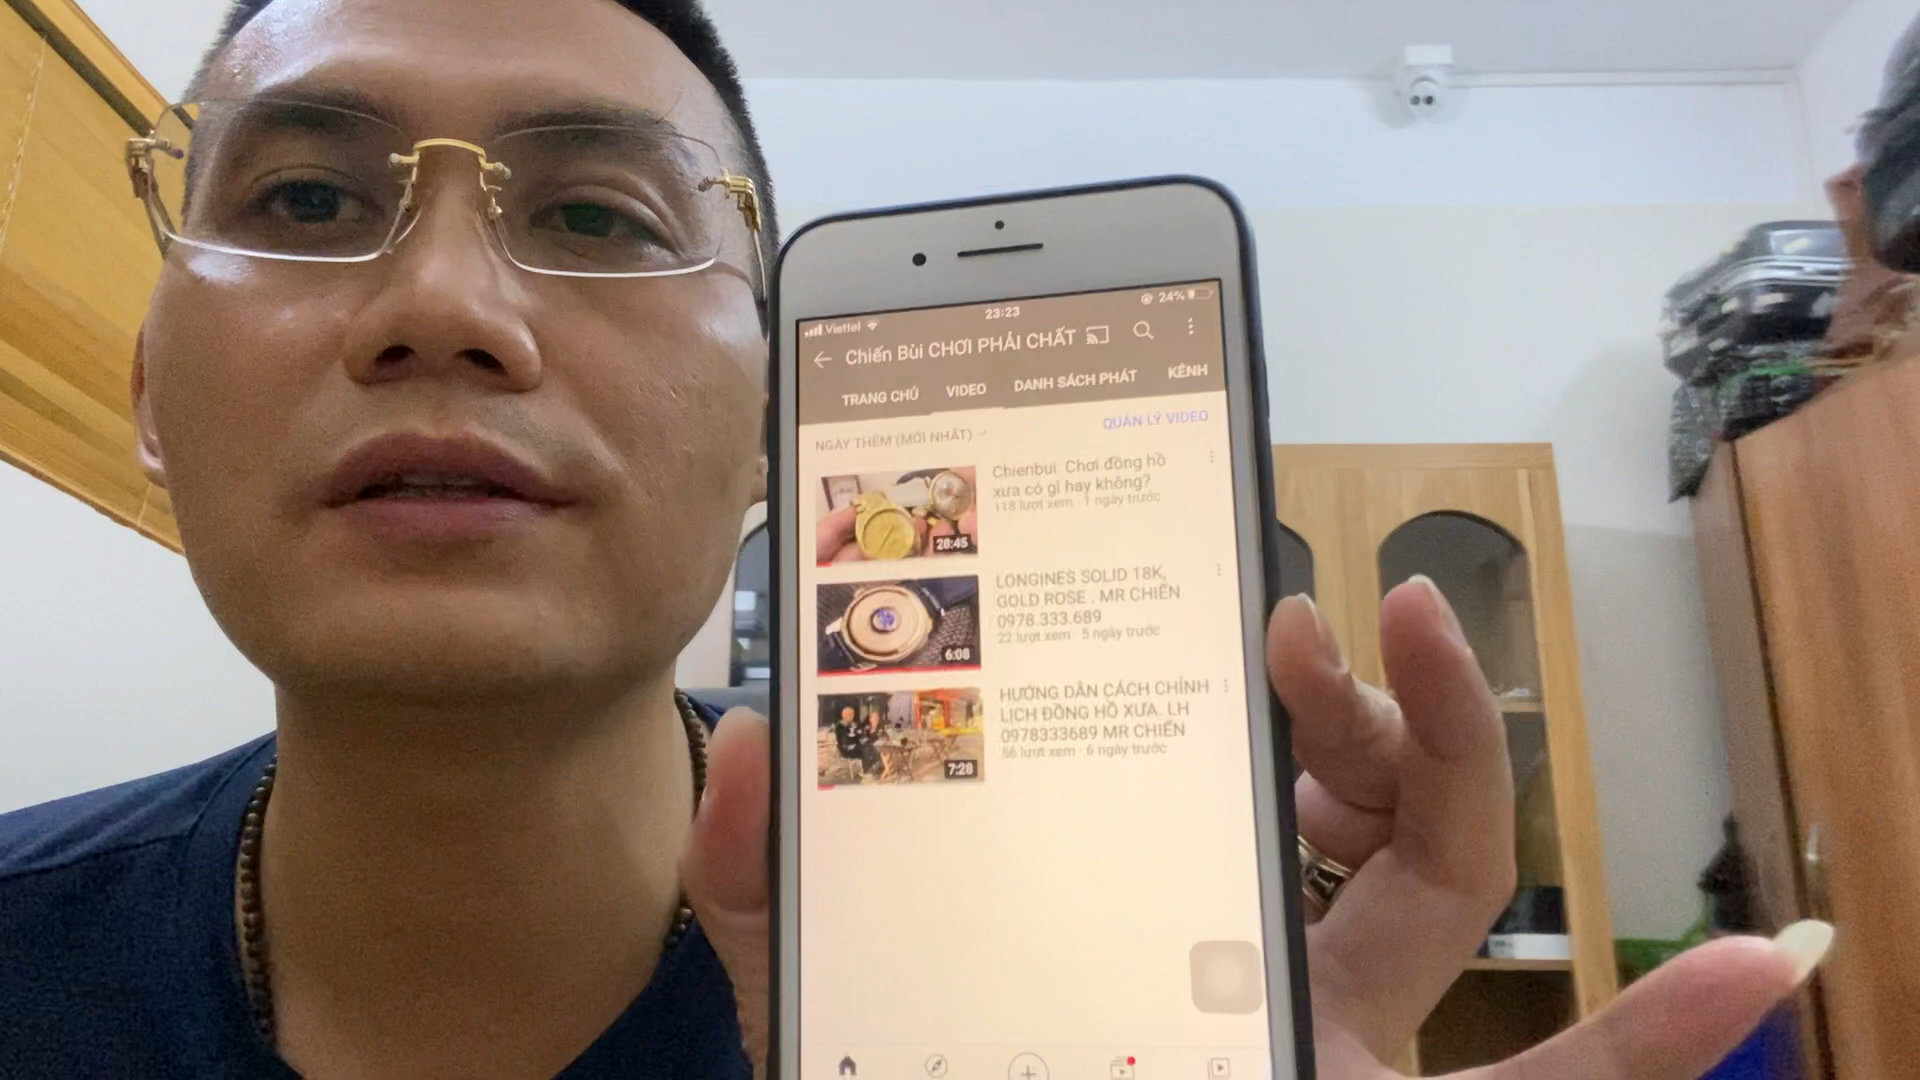 Viettel
23:23
24%
Chiến Bùi CHƠI PHẢI CHẤT
TRANG CHỦ
VIDEO
DANH SÁCH PHÁT
KÊNH
NGÀY THÊM (MỚI NHẤT)
QUẢN LÝ VIDEO
28:45
Chienbui: Chơi đồng hồ
xưa có gì hay không?
118 lượt xem · 1 ngày trước
6:08
LONGINES SOLID 18K,
GOLD ROSE . MR CHIẾN
0978.333.689
22 lượt xem · 5 ngày trước
7:28
HƯỚNG DẪN CÁCH CHỈNH
LỊCH ĐỒNG HỒ XƯA. LH
0978333689 MR CHIẾN
56 lượt xem · 6 ngày trước